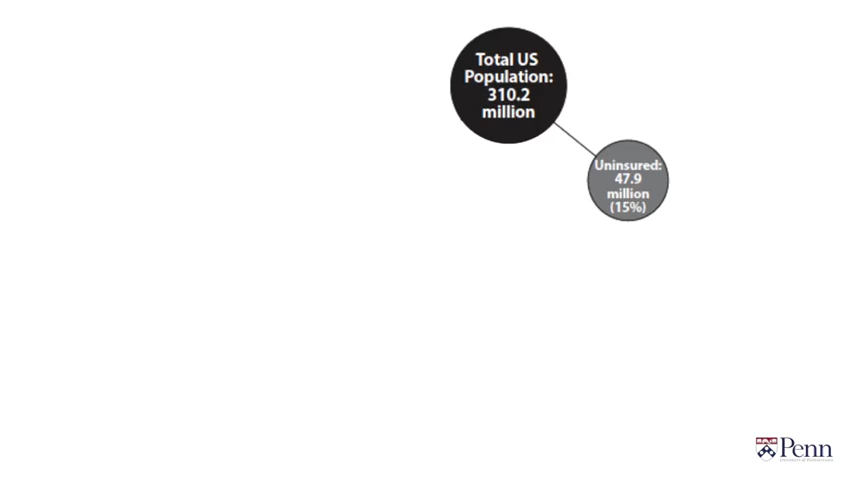 Total US
Population:
310.2
million
Uninsured:
47.9
million
(15%)
Penn